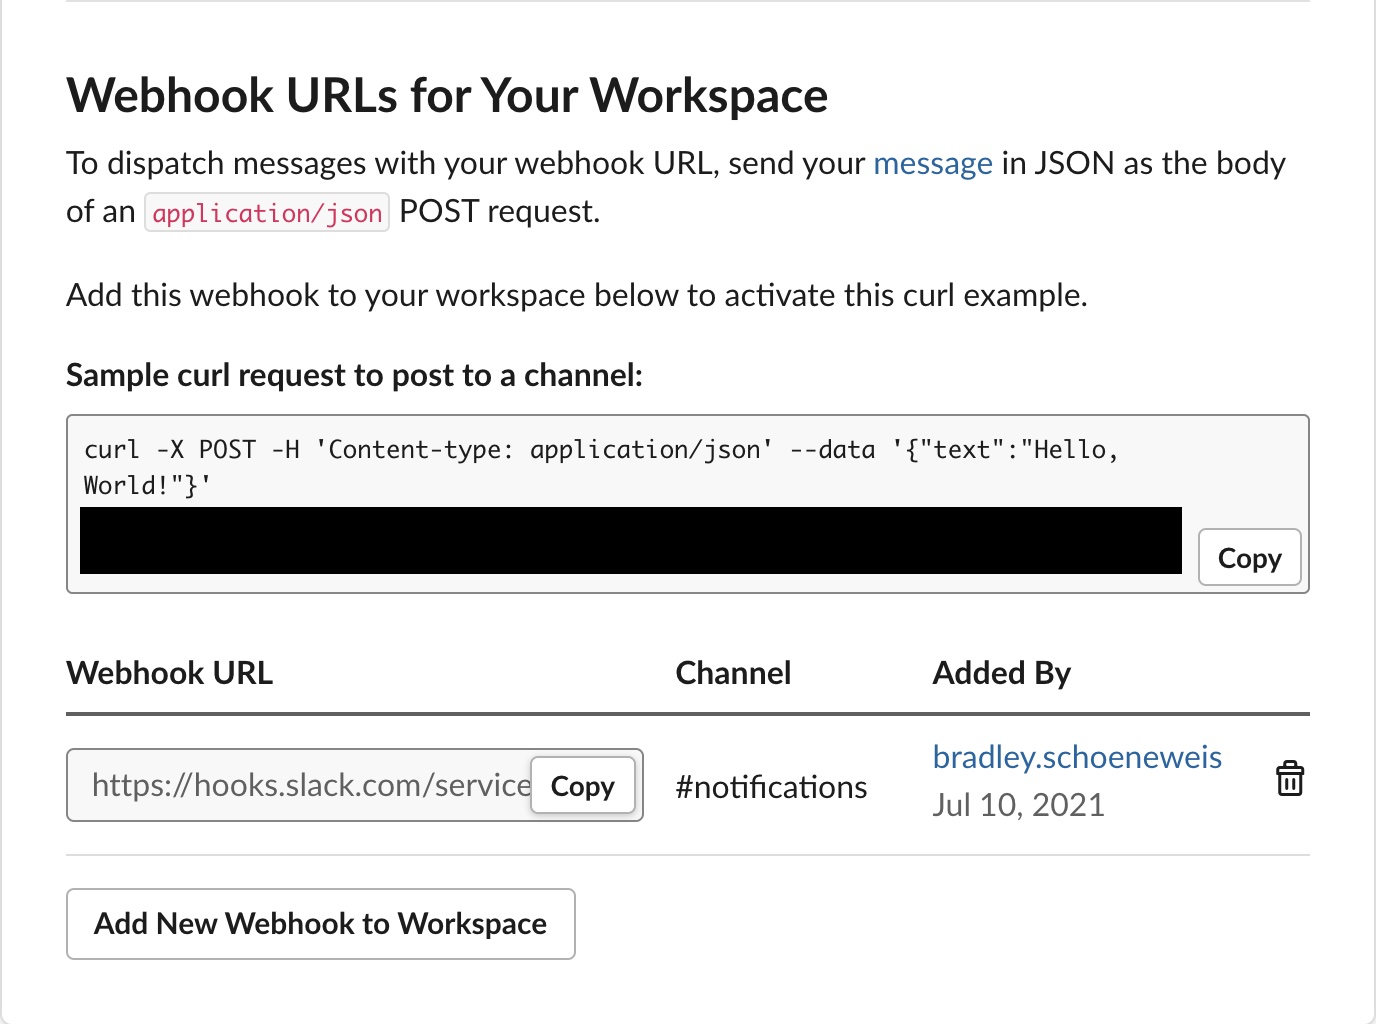 Webhook URLs for Your Workspace
To dispatch messages with your webhook URL, send your message in JSON as the body
of an application/json POST request.
Add this webhook to your workspace below to activate this curl example.
Sample curl request to post to a channel:
curl -X POST -H 'Content-type: application/json' --data '{"text":"Hello,
World!"}'
Copy
Webhook URL Channel Added By
https://hooks.slack.com/service Copy #notifications bradley.schoeneweis
Jul 10, 2021
Add New Webhook to Workspace